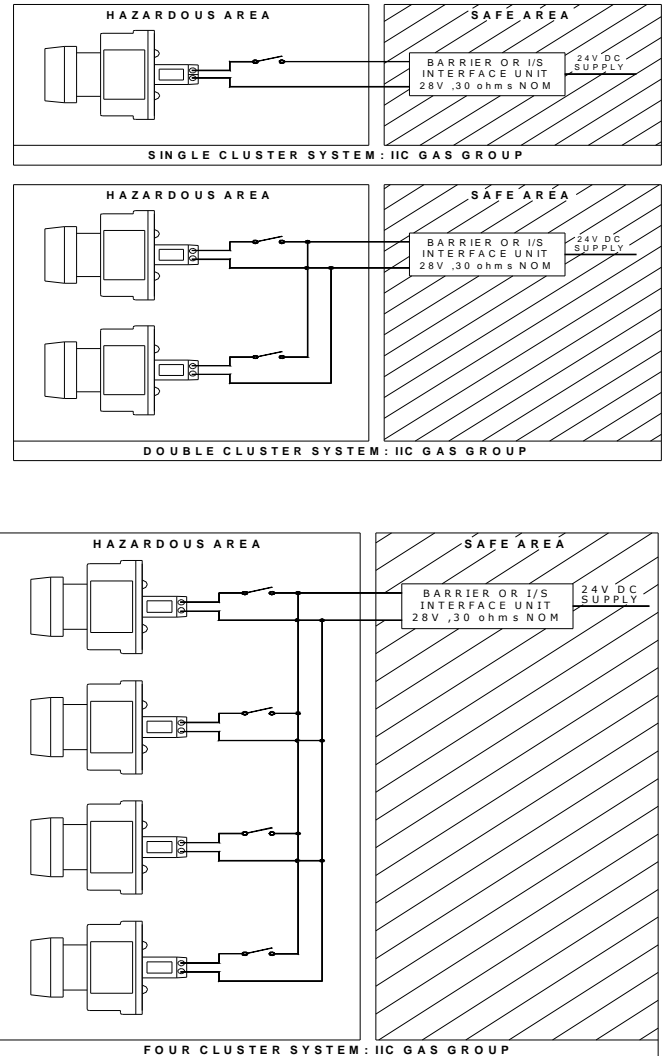 HAZARDOUS AREA
SAFE AREA
BARRIER OR I/S
INTERFACE UNIT
28V ,30 ohms NOM
24V DC
SUPPLY
SINGLE CLUSTER SYSTEM: IIC GAS GROUP
HAZARDOUS AREA
SAFE AREA
BARRIER OR I/S
INTERFACE UNIT
28V ,30 ohms NOM
24V DC
SUPPLY
DOUBLE CLUSTER SYSTEM: IIC GAS GROUP
HAZARDOUS AREA
SAFE AREA
BARRIER OR I/S
INTERFACE UNIT
28V ,30 ohms NOM
24V DC
SUPPLY
FOUR CLUSTER SYSTEM: IIC GAS GROUP